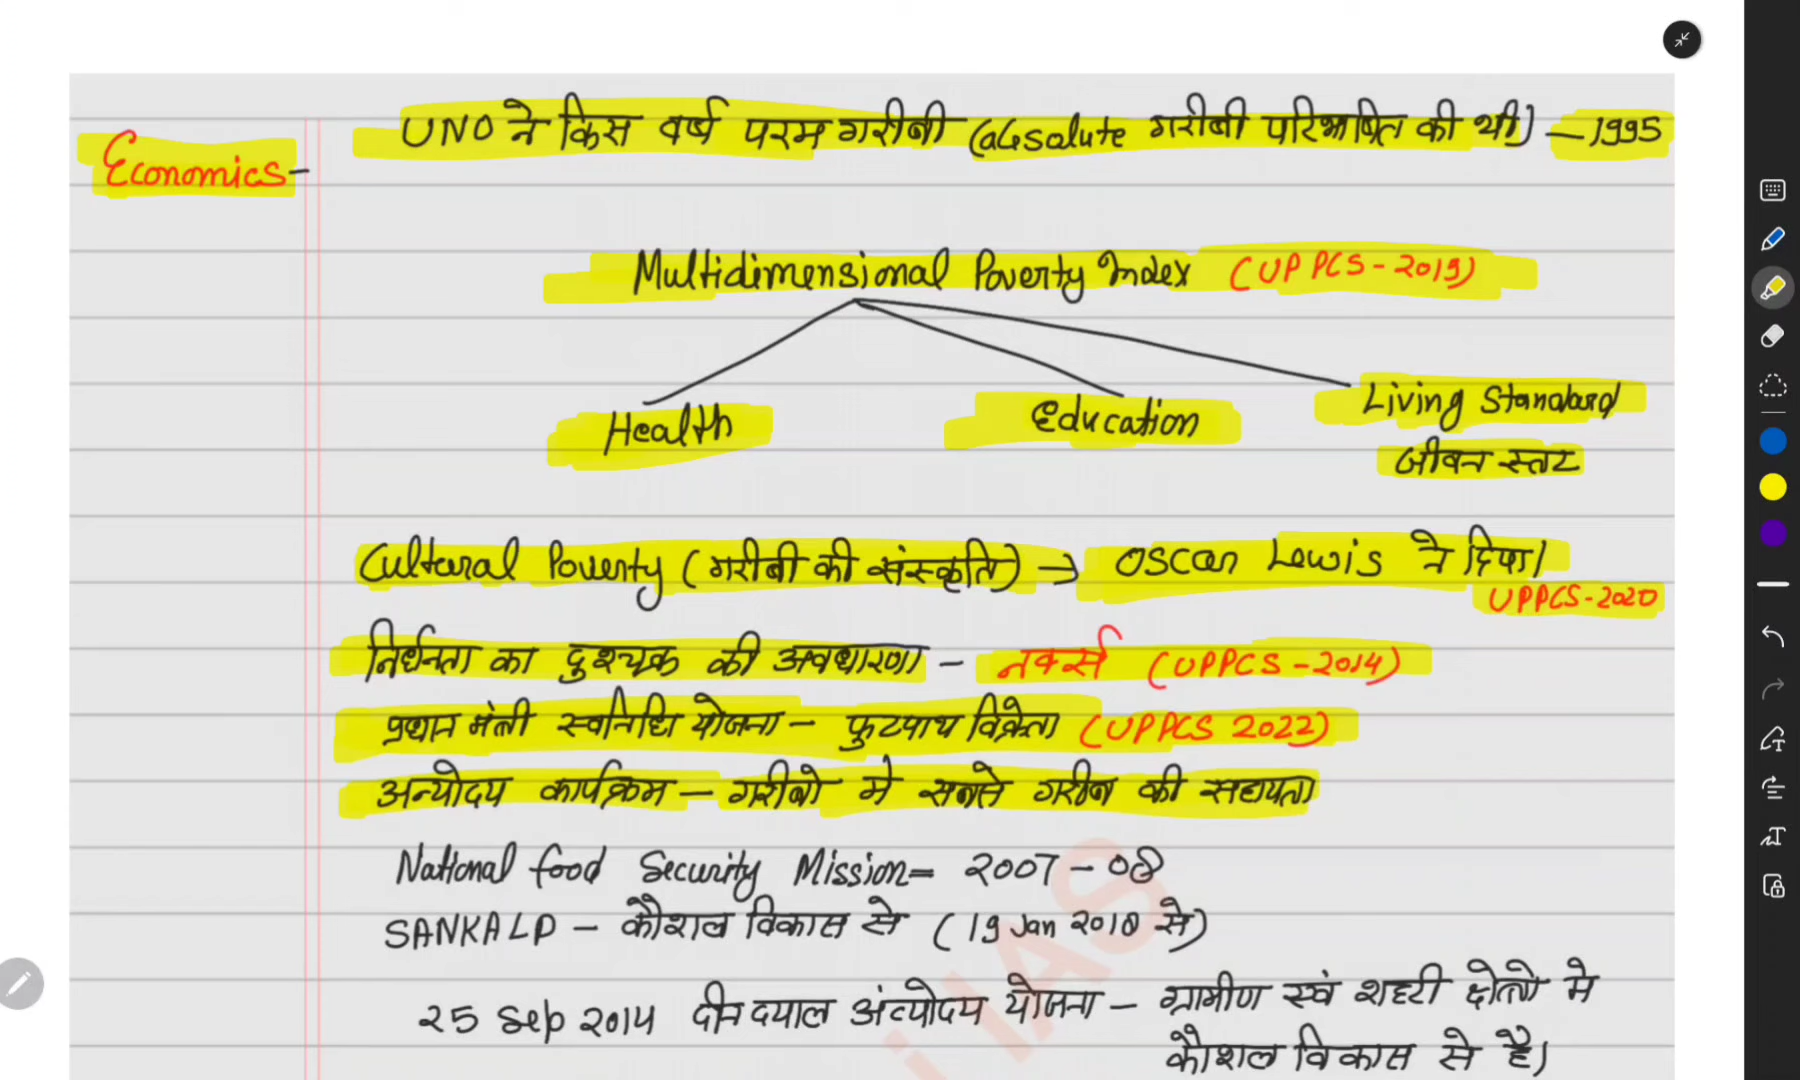 UNO ने किस वर्ष परम गरीबी (absolute गरीबी परिभाषित की थी) — 1995
Economics-
Multidimensional Poverty Index (UPPCS-2019)
Health
Education
Living Standard
जीवन स्तर
Cultural Poverty (गरीबी की संस्कृति) → Oscar Lewis ने दिया।
UPPCS-2020
निर्धनता का दुश्चक्र की अवधारणा - नर्क्स (UPPCS-2014)
प्रधान मंत्री स्वनिधि योजना - फुटपाथ विक्रेता (UPPCS 2022)
अन्त्योदय कार्यक्रम - गरीबो मे सबसे गरीब की सहायता
National food Security Mission= 2007-08
SANKALP - कौशल विकास से (19 Jan 2018 से)
25 Sep 2014 दीन दयाल अंत्योदय योजना - ग्रामीण एवं शहरी क्षेत्रो मे
कौशल विकास से है।
i IAS